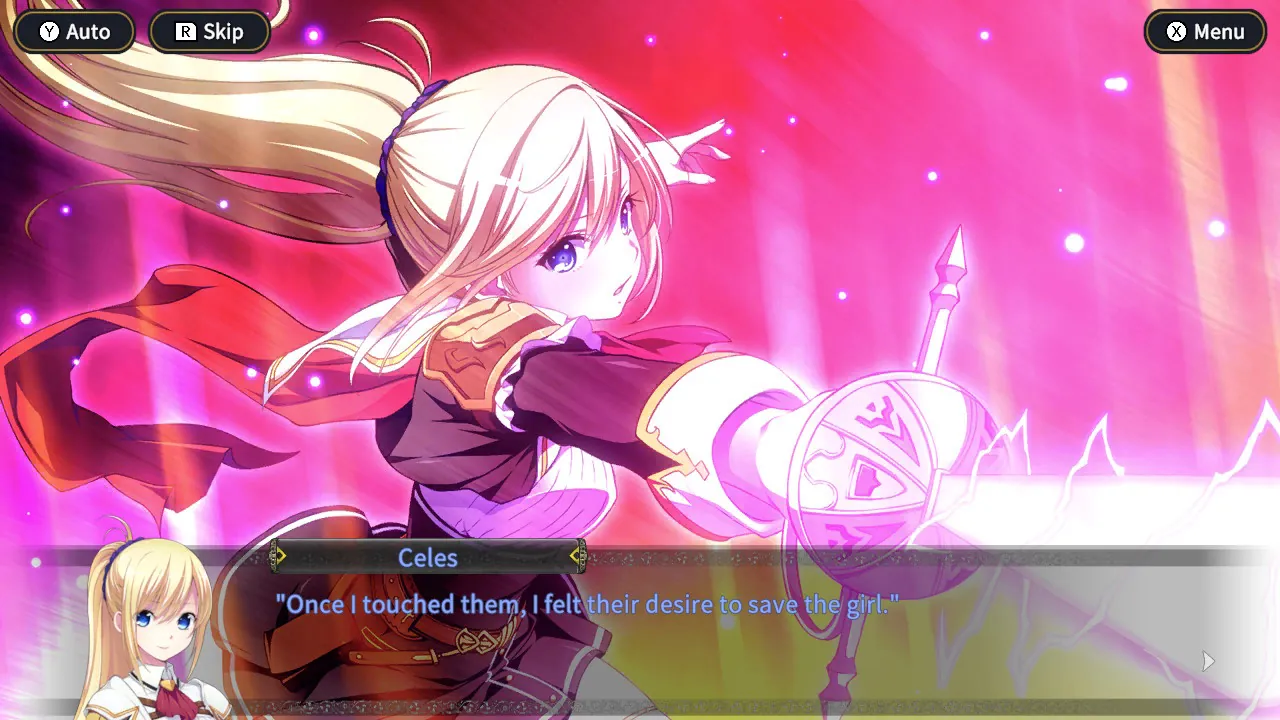 Y Auto
R Skip
X Menu
Celes
"Once I touched them, I felt their desire to save the girl."